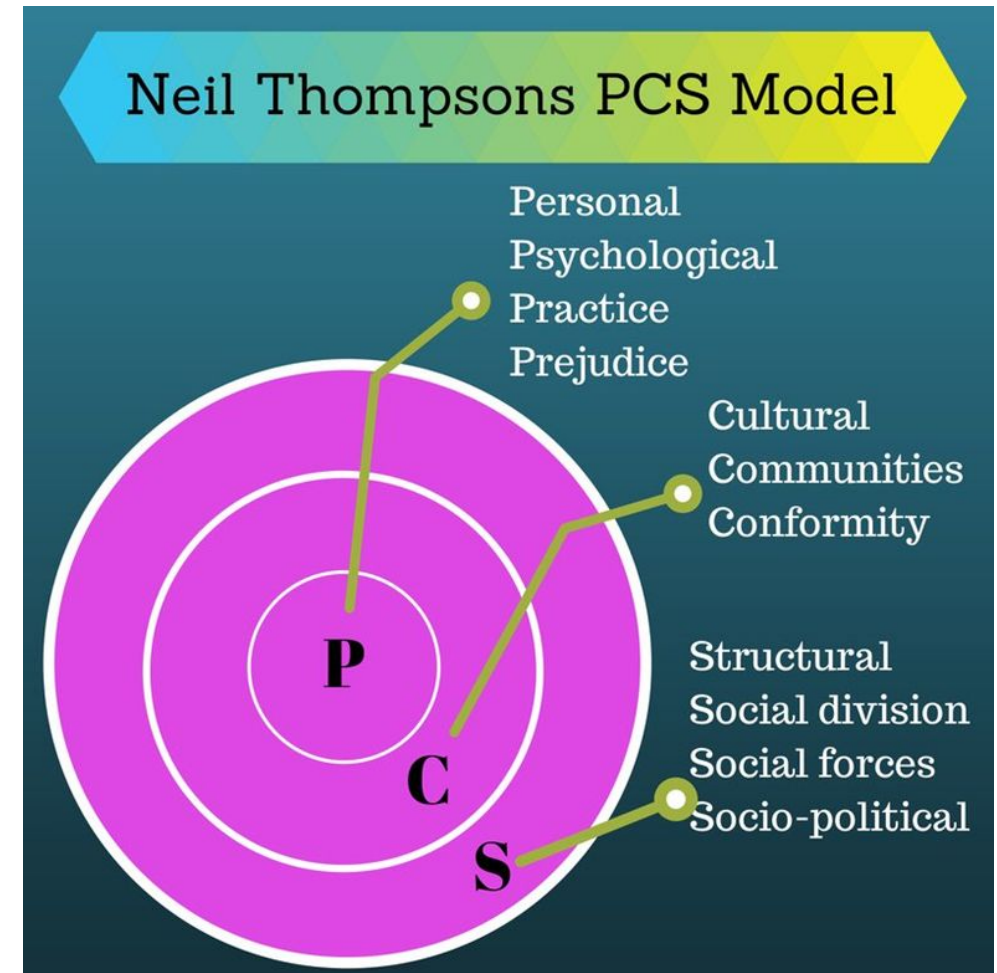 Neil Thompsons PCS Model
Personal
Psychological
Practice
Prejudice
Cultural
Communities
Conformity
Structural
Social division
Social forces
Socio-political
P
C
S